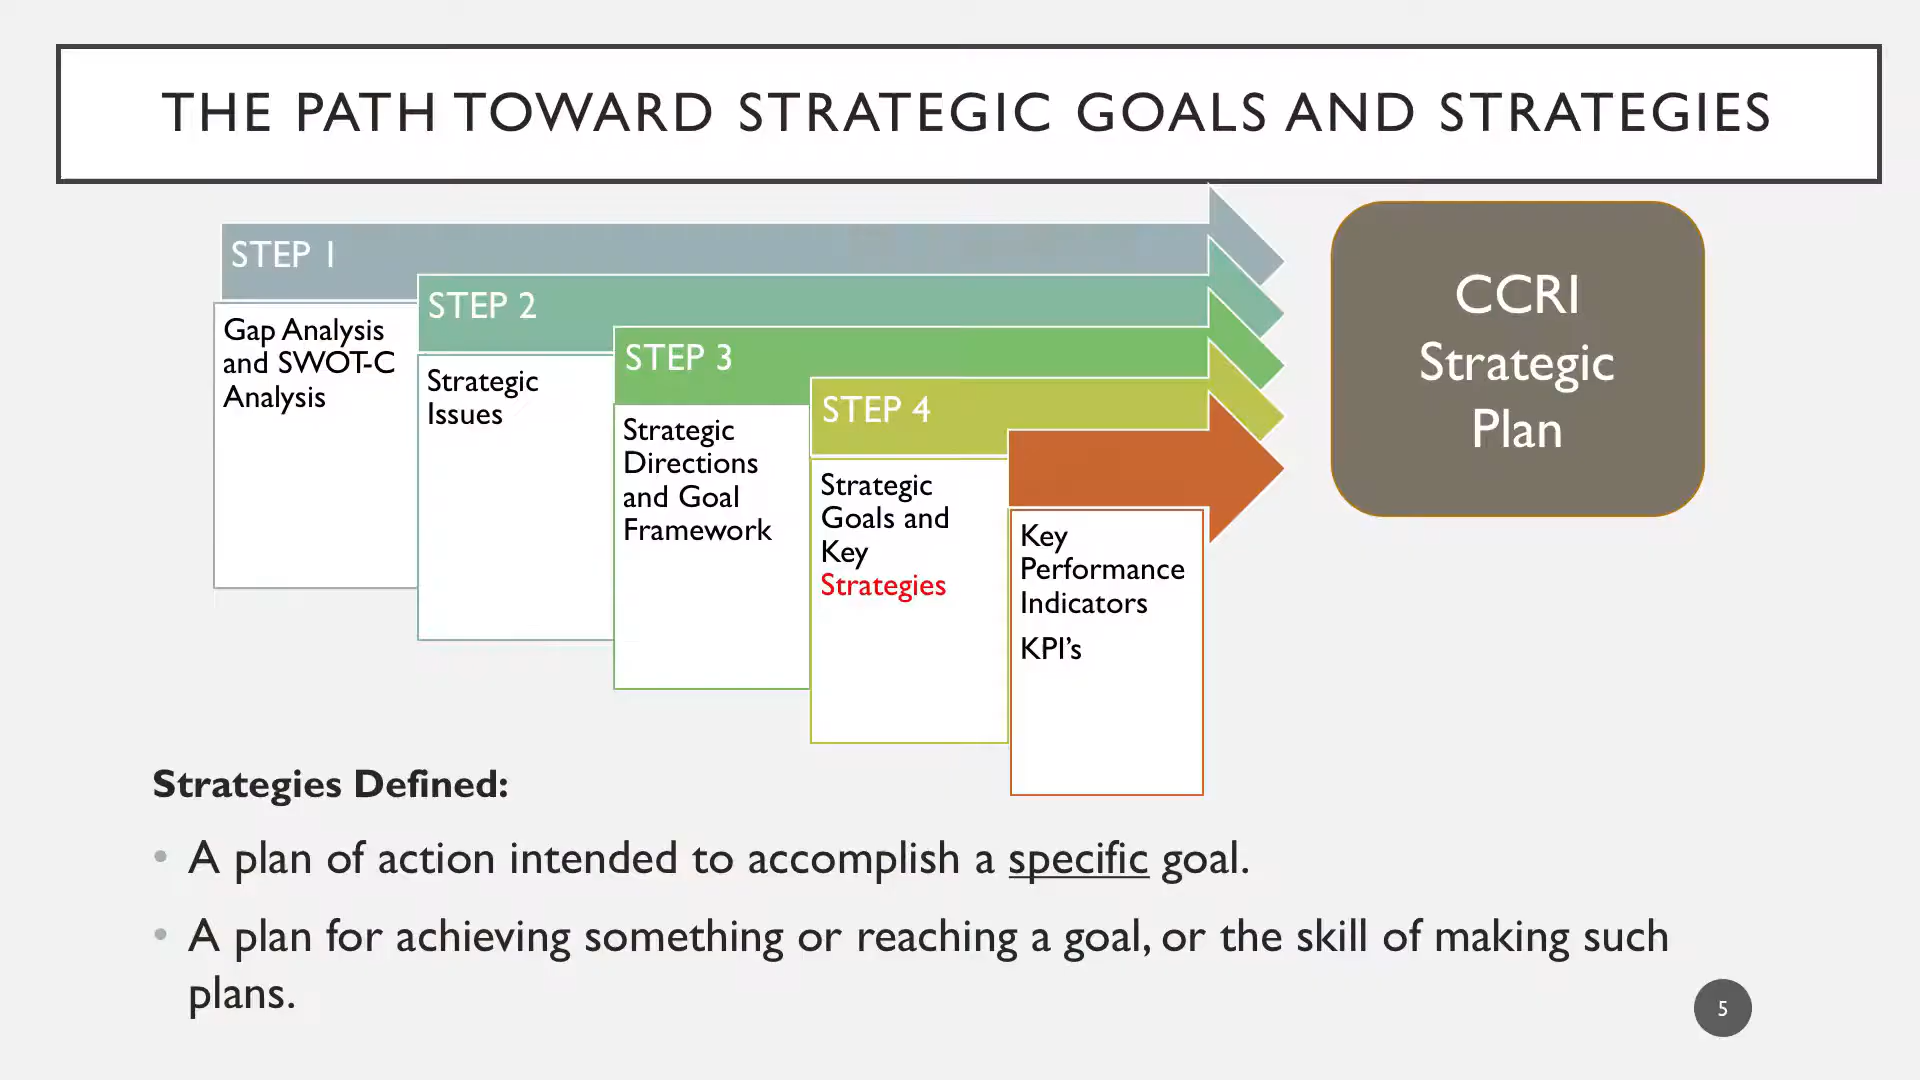 THE PATH TOWARD STRATEGIC GOALS AND STRATEGIES
STEP 1
Gap Analysis
and SWOT-C
Analysis
STEP 2
Strategic
Issues
STEP 3
Strategic
Directions
and Goal
Framework
STEP 4
Strategic
Goals and
Key
Strategies
Key
Performance
Indicators
KPI’s
CCRI
Strategic
Plan
Strategies Defined:
• A plan of action intended to accomplish a specific goal.
• A plan for achieving something or reaching a goal, or the skill of making such
plans.
5